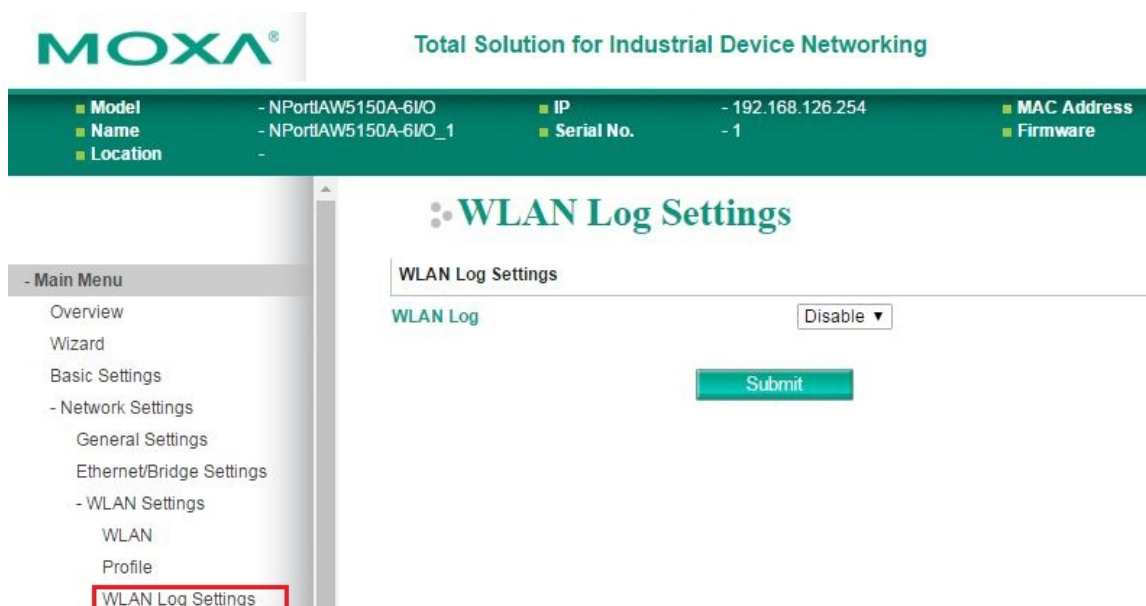 MOXA®
Total Solution for Industrial Device Networking
Model - NPortIAW5150A-6I/O IP - 192.168.126.254 MAC Address
Name - NPortIAW5150A-6I/O_1 Serial No. - 1 Firmware
Location -
WLAN Log Settings
- Main Menu
Overview
Wizard
Basic Settings
- Network Settings
General Settings
Ethernet/Bridge Settings
- WLAN Settings
WLAN
Profile
WLAN Log Settings
WLAN Log Settings
WLAN Log Disable ▼
Submit